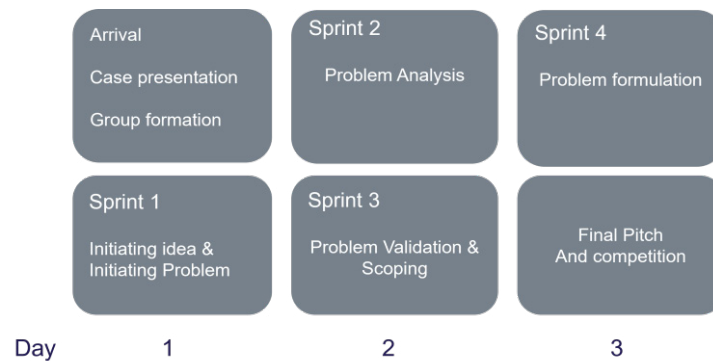 Arrival
Case presentation
Group formation
Sprint 1
Initiating idea &
Initiating Problem
Sprint 2
Problem Analysis
Sprint 3
Problem Validation &
Scoping
Sprint 4
Problem formulation
Final Pitch
And competition
Day 1 2 3